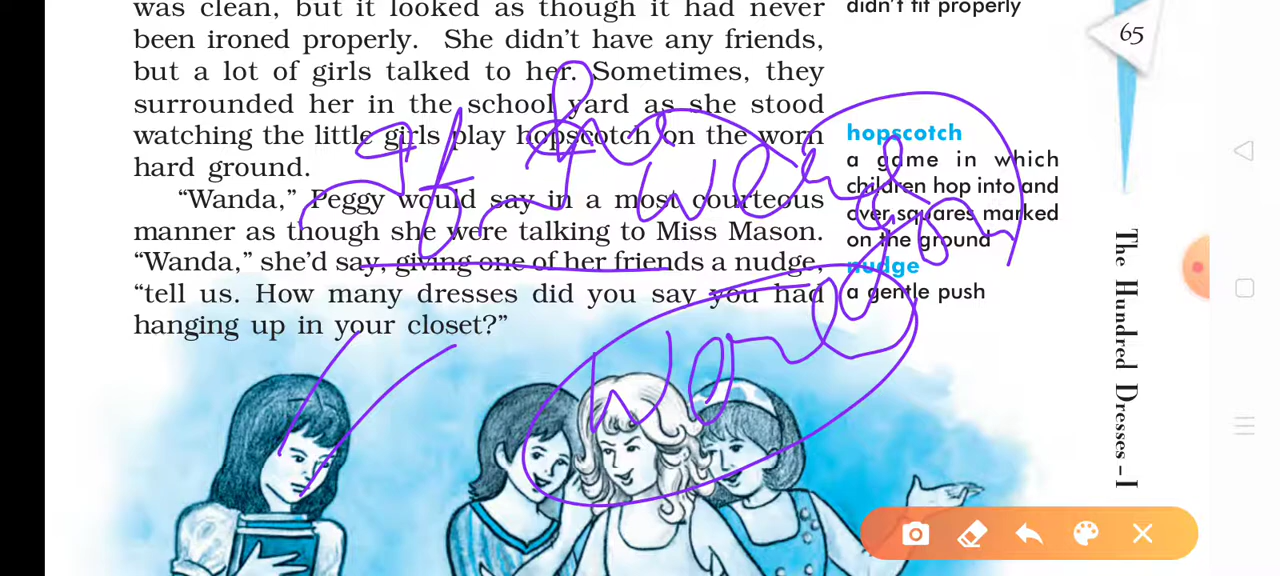 was clean, but it looked as though it had never
been ironed properly. She didn't have any friends,
but a lot of girls talked to her. Sometimes, they
surrounded her in the school yard as she stood
watching the little girls play hopscotch on the worn
hard ground.
"Wanda," Peggy would say in a most courteous
manner as though she were talking to Miss Mason.
"Wanda," she'd say, giving one of her friends a nudge,
"tell us. How many dresses did you say you had
hanging up in your closet?"
didn't fit properly
65
hopscotch
a game in which
children hop into and
over squares marked
on the ground
nudge
a gentle push
The Hundred Dresses – I